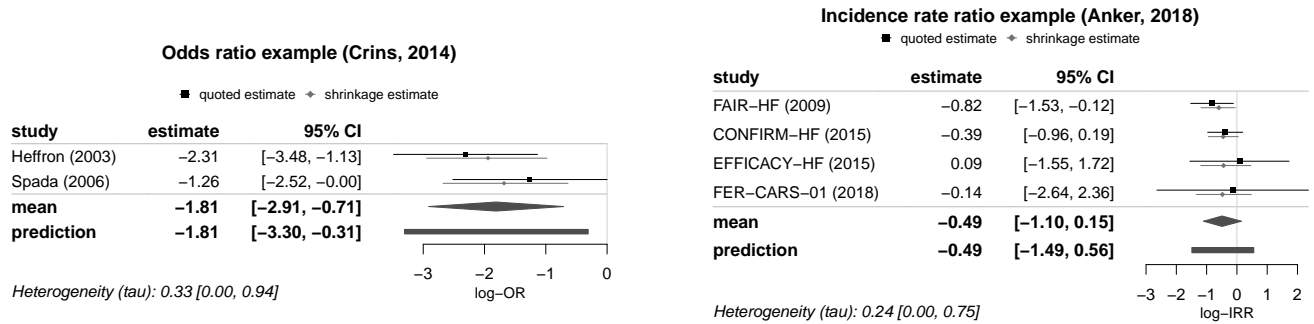 Odds ratio example (Crins, 2014)
quoted estimate shrinkage estimate
study estimate 95% CI
Heffron (2003) −2.31 [−3.48, −1.13]
Spada (2006) −1.26 [−2.52, −0.00]
mean −1.81 [−2.91, −0.71]
prediction −1.81 [−3.30, −0.31]
−3 −2 −1 0
log−OR
Heterogeneity (tau): 0.33 [0.00, 0.94]
Incidence rate ratio example (Anker, 2018)
quoted estimate shrinkage estimate
study estimate 95% CI
FAIR−HF (2009) −0.82 [−1.53, −0.12]
CONFIRM−HF (2015) −0.39 [−0.96, 0.19]
EFFICACY−HF (2015) 0.09 [−1.55, 1.72]
FER−CARS−01 (2018) −0.14 [−2.64, 2.36]
mean −0.49 [−1.10, 0.15]
prediction −0.49 [−1.49, 0.56]
−3 −2 −1 0 1 2
log−IRR
Heterogeneity (tau): 0.24 [0.00, 0.75]